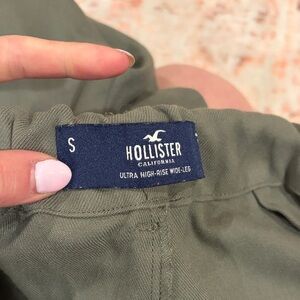 S
HOLLISTER
CALIFORNIA
ULTRA HIGH-RISE WIDE-LEG